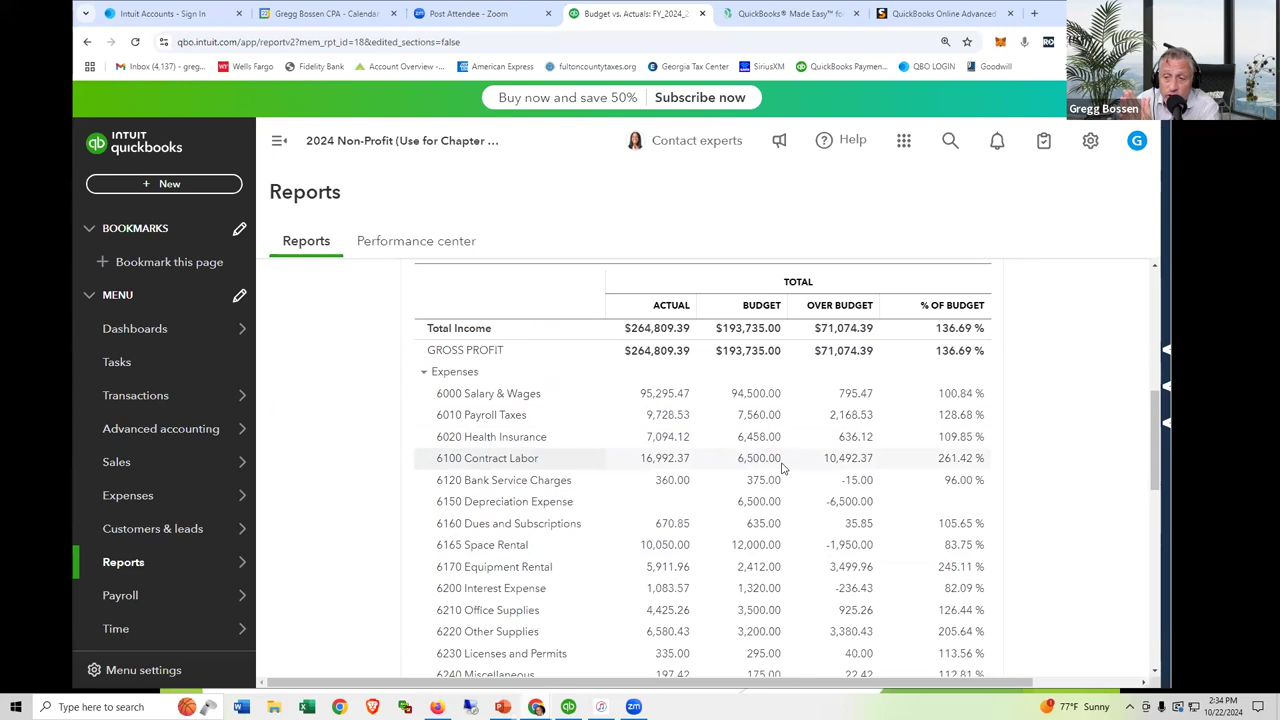 Intuit Accounts - Sign In
Gregg Bossen CPA - Calendar
Post Attendee - Zoom
Budget vs. Actuals: FY_2024_
QuickBooks® Made Easy™ fo
QuickBooks Online Advanced
qbo.intuit.com/app/reportv2?mem_rpt_id=18&edited_sections=false
Inbox (4,137) - greg... Wells Fargo Fidelity Bank Account Overview -... American Express fultoncountytaxes.org Georgia Tax Center SiriusXM QuickBooks Paymen... QBO LOGIN Goodwill
Gregg Bossen
Buy now and save 50% Subscribe now
INTUIT
quickbooks
2024 Non-Profit (Use for Chapter ...
Contact experts
Help
G
+ New
Reports
BOOKMARKS
Bookmark this page
Reports Performance center
MENU
Dashboards
Tasks
Transactions
Advanced accounting
Sales
Expenses
Customers & leads
Reports
Payroll
Time
Menu settings
TOTAL
ACTUAL BUDGET OVER BUDGET % OF BUDGET
Total Income $264,809.39 $193,735.00 $71,074.39 136.69 %
GROSS PROFIT $264,809.39 $193,735.00 $71,074.39 136.69 %
Expenses
6000 Salary & Wages 95,295.47 94,500.00 795.47 100.84 %
6010 Payroll Taxes 9,728.53 7,560.00 2,168.53 128.68 %
6020 Health Insurance 7,094.12 6,458.00 636.12 109.85 %
6100 Contract Labor 16,992.37 6,500.00 10,492.37 261.42 %
6120 Bank Service Charges 360.00 375.00 -15.00 96.00 %
6150 Depreciation Expense 6,500.00 -6,500.00
6160 Dues and Subscriptions 670.85 635.00 35.85 105.65 %
6165 Space Rental 10,050.00 12,000.00 -1,950.00 83.75 %
6170 Equipment Rental 5,911.96 2,412.00 3,499.96 245.11 %
6200 Interest Expense 1,083.57 1,320.00 -236.43 82.09 %
6210 Office Supplies 4,425.26 3,500.00 925.26 126.44 %
6220 Other Supplies 6,580.43 3,200.00 3,380.43 205.64 %
6230 Licenses and Permits 335.00 295.00 40.00 113.56 %
6240 Miscellaneous 197.42 175.00 22.42 112.81 %
Type here to search
77°F Sunny
2:34 PM
10/22/2024